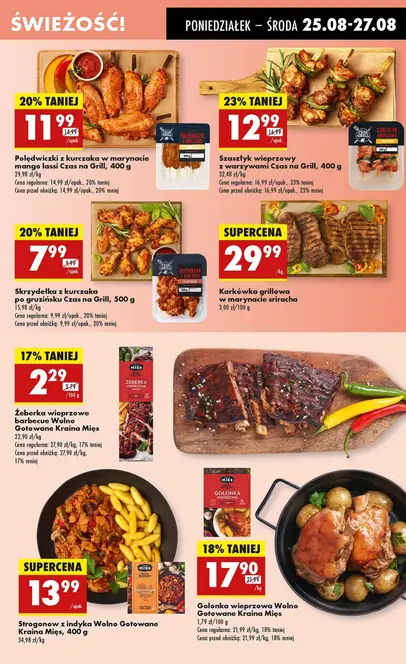 ŚWIEŻOŚĆ!
PONIEDZIAŁEK – ŚRODA 25.08-27.08
20% TANIEJ
11 99
14,99
/opak.
Polędwiczki z kurczaka w marynacie
mango lassi Czas na Grill, 400 g
29,98 zł/kg
Cena regularna: 14,99 zł/opak., 20% taniej
Cena przed obniżką: 14,99 zł/opak., 20% mniej
23% TANIEJ
12 99
16,99
/opak.
Szaszłyk wieprzowy
z warzywami Czas na Grill, 400 g
32,48 zł/kg
Cena regularna: 16,99 zł/opak., 23% taniej
Cena przed obniżką: 16,99 zł/opak., 23% mniej
20% TANIEJ
7 99
9,99
/opak.
Skrzydełka z kurczaka
po gruzińsku Czas na Grill, 500 g
15,98 zł/kg
Cena regularna: 9,99 zł/opak., 20% taniej
Cena przed obniżką: 9,99 zł/opak., 20% mniej
SUPERCENA
29 99
/kg
Karkówka grillowa
w marynacie sriracha
3,00 zł/100 g
17% TANIEJ
2 29
2,79
/100 g
Żeberka wieprzowe
barbecue Wolno
Gotowane Kraina Mięs
22,90 zł/kg
Cena regularna: 27,90 zł/kg, 17% taniej
Cena przed obniżką: 27,90 zł/kg,
17% mniej
MIĘS
ŻEBERKA
MIĘS
GOLONKA
WIEPRZOWA
18% TANIEJ
17 90
21,99
/kg
Golonka wieprzowa Wolno
Gotowane Kraina Mięs
1,79 zł/100 g
Cena regularna: 21,99 zł/kg, 18% taniej
Cena przed obniżką: 21,99 zł/kg, 18% mniej
SUPERCENA
13 99
/opak.
MIĘS
Strogonow z indyka Wolno Gotowane
Kraina Mięs, 400 g
34,98 zł/kg